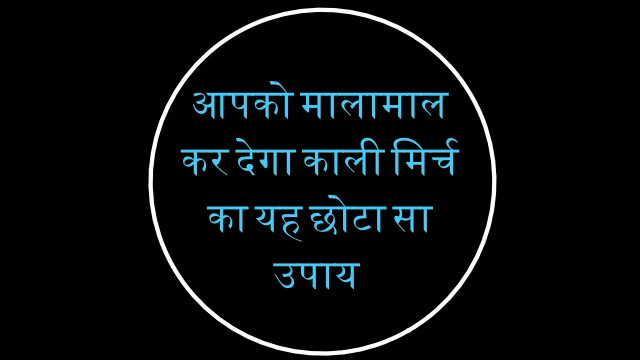 आपको मालामाल
कर देगा काली मिर्च
का यह छोटा सा
उपाय